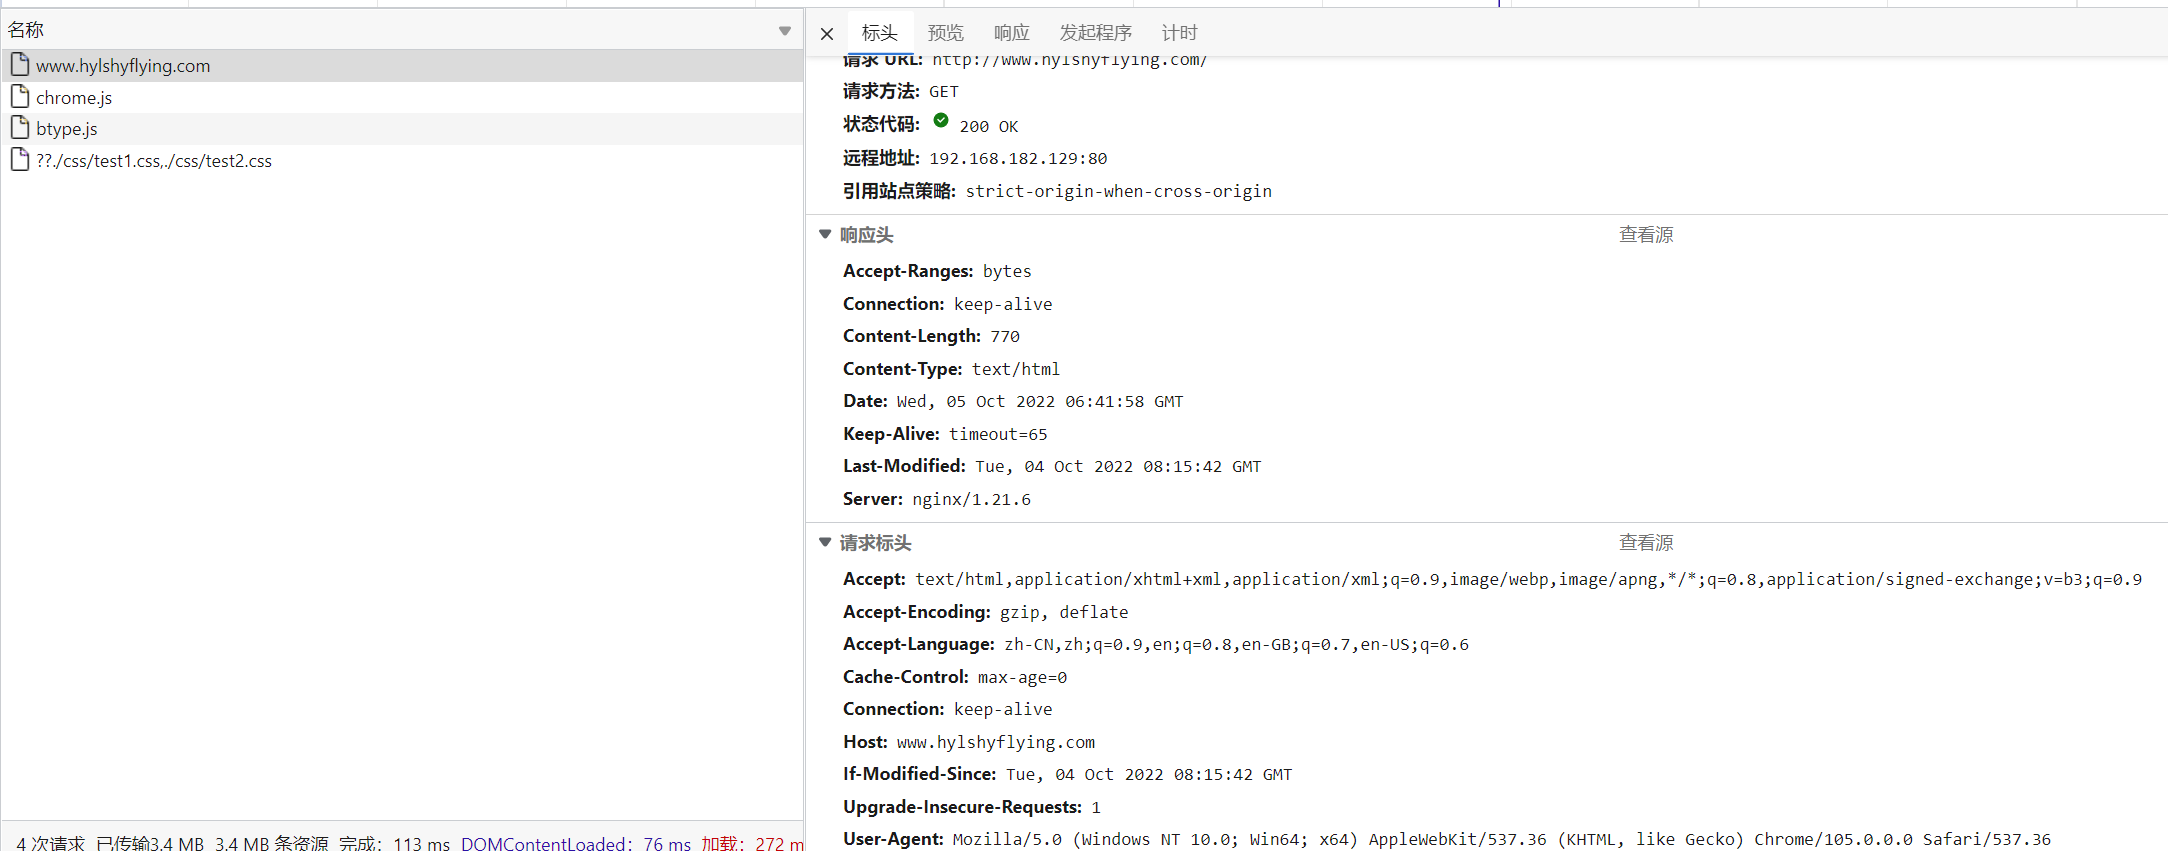 名称
www.hylshyflying.com
chrome.js
btype.js
??./css/test1.css,./css/test2.css
4 次请求 已传输3.4 MB 3.4 MB 条资源 完成: 113 ms DOMContentLoaded: 76 ms 加载: 272 m
× 标头 预览 响应 发起程序 计时
请求 URL: http://www.hylshyflying.com/
请求方法: GET
状态代码: 200 OK
远程地址: 192.168.182.129:80
引用站点策略: strict-origin-when-cross-origin
响应头 查看源
Accept-Ranges: bytes
Connection: keep-alive
Content-Length: 770
Content-Type: text/html
Date: Wed, 05 Oct 2022 06:41:58 GMT
Keep-Alive: timeout=65
Last-Modified: Tue, 04 Oct 2022 08:15:42 GMT
Server: nginx/1.21.6
请求标头 查看源
Accept: text/html,application/xhtml+xml,application/xml;q=0.9,image/webp,image/apng,*/*;q=0.8,application/signed-exchange;v=b3;q=0.9
Accept-Encoding: gzip, deflate
Accept-Language: zh-CN,zh;q=0.9,en;q=0.8,en-GB;q=0.7,en-US;q=0.6
Cache-Control: max-age=0
Connection: keep-alive
Host: www.hylshyflying.com
If-Modified-Since: Tue, 04 Oct 2022 08:15:42 GMT
Upgrade-Insecure-Requests: 1
User-Agent: Mozilla/5.0 (Windows NT 10.0; Win64; x64) AppleWebKit/537.36 (KHTML, like Gecko) Chrome/105.0.0.0 Safari/537.36